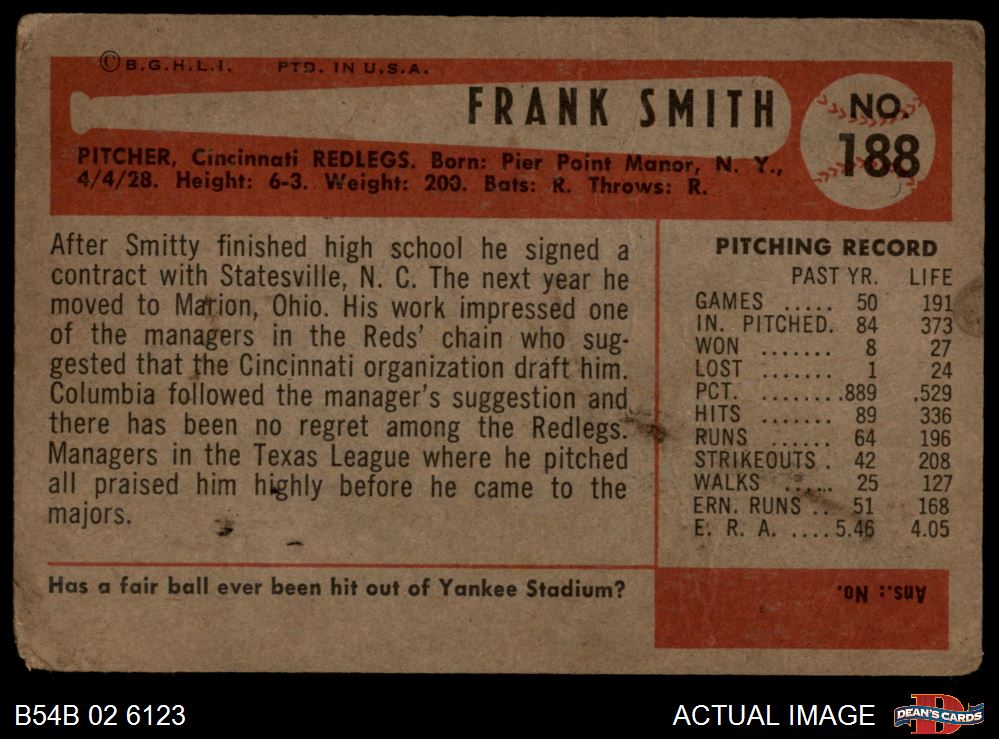 © B.G.H.L.I. PTD. IN U.S.A.
FRANK SMITH
NO.
188
PITCHER, Cincinnati REDLEGS. Born: Pier Point Manor, N. Y.,
4/4/28. Height: 6-3. Weight: 200. Bats: R. Throws: R.
After Smitty finished high school he signed a
contract with Statesville, N. C. The next year he
moved to Marion, Ohio. His work impressed one
of the managers in the Reds' chain who sug-
gested that the Cincinnati organization draft him.
Columbia followed the manager's suggestion and
there has been no regret among the Redlegs.
Managers in the Texas League where he pitched
all praised him highly before he came to the
majors.
PITCHING RECORD
PAST YR. LIFE
GAMES ..... 50 191
IN. PITCHED. 84 373
WON ....... 8 27
LOST ....... 1 24
PCT. ........889 .529
HITS ....... 89 336
RUNS ...... 64 196
STRIKEOUTS . 42 208
WALKS ...... 25 127
ERN. RUNS .. 51 168
E. R. A. ....5.46 4.05
Has a fair ball ever been hit out of Yankee Stadium?
Ans.: No.
B54B 02 6123
ACTUAL IMAGE
D
DEAN'S CARDS